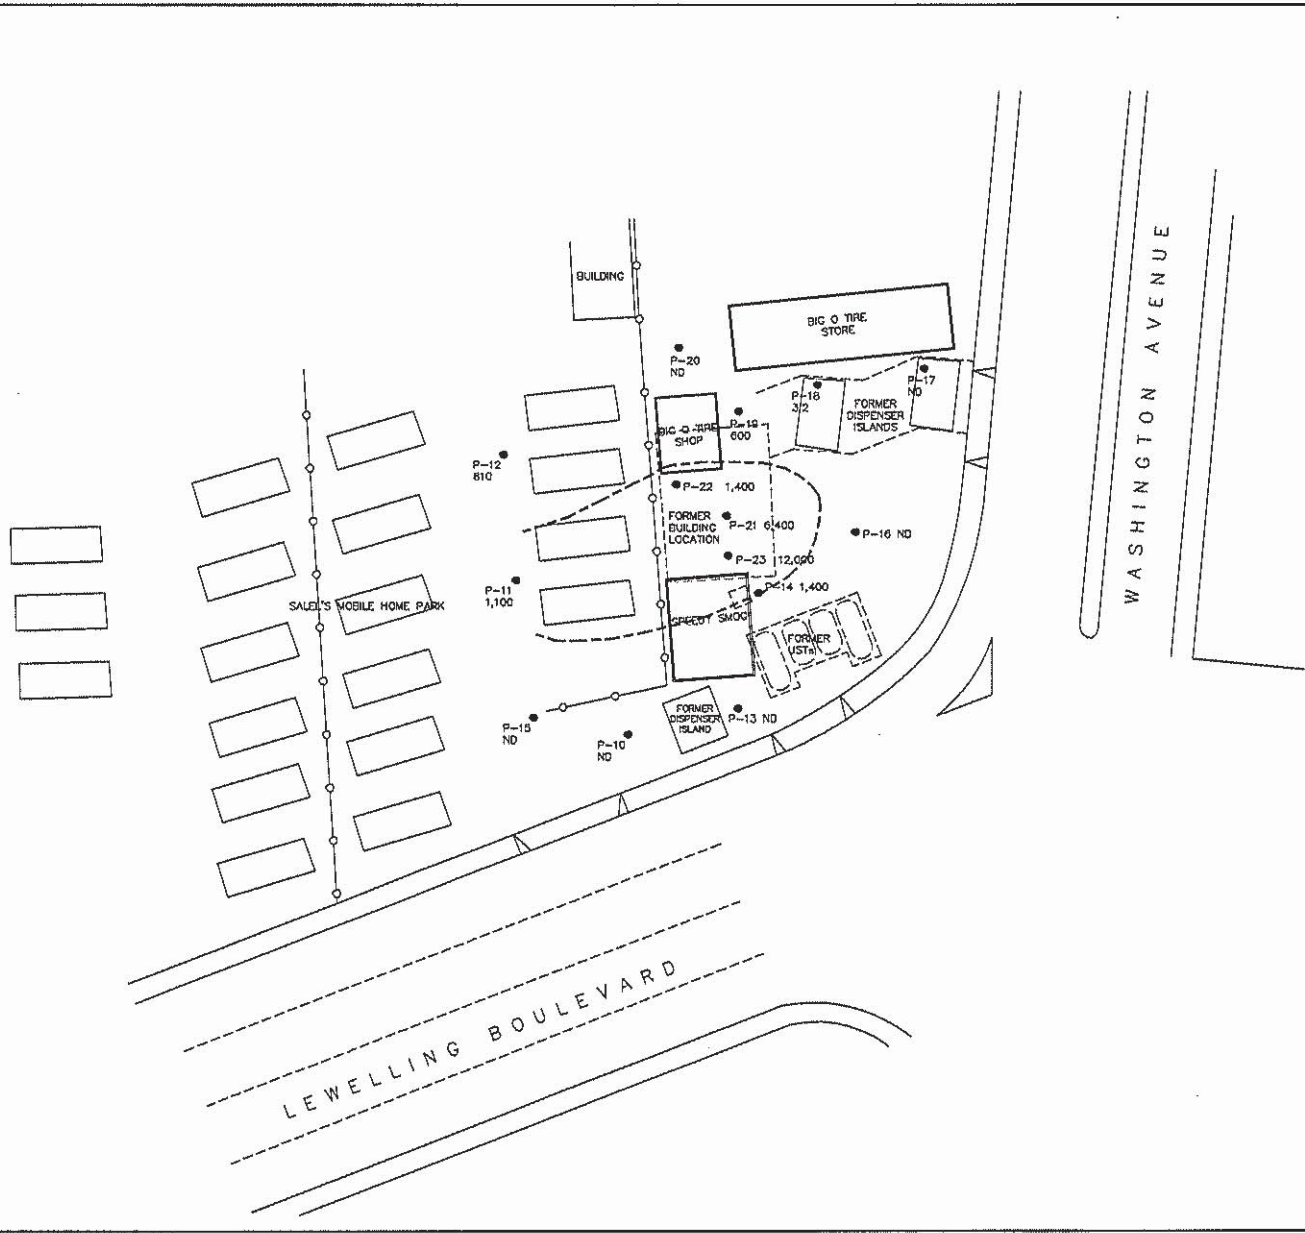 WASHINGTON AVENUE
BUILDING
BIG O TIRE
STORE
P-20
ND
P-17
ND
P-18
3.2
FORMER
DISPENSER
ISLANDS
BIG O TIRE
SHOP
P-19
600
P-12
810
P-22 1,400
FORMER
BUILDING
LOCATION
P-21 6,400
P-16 ND
P-23 12,000
P-14 1,400
P-11
1,100
SALEL'S MOBILE HOME PARK
SPEEDY SMOG
FORMER
USTs
FORMER
DISPENSER
ISLAND
P-13 ND
P-15
ND
P-10
ND
LEWELLING BOULEVARD